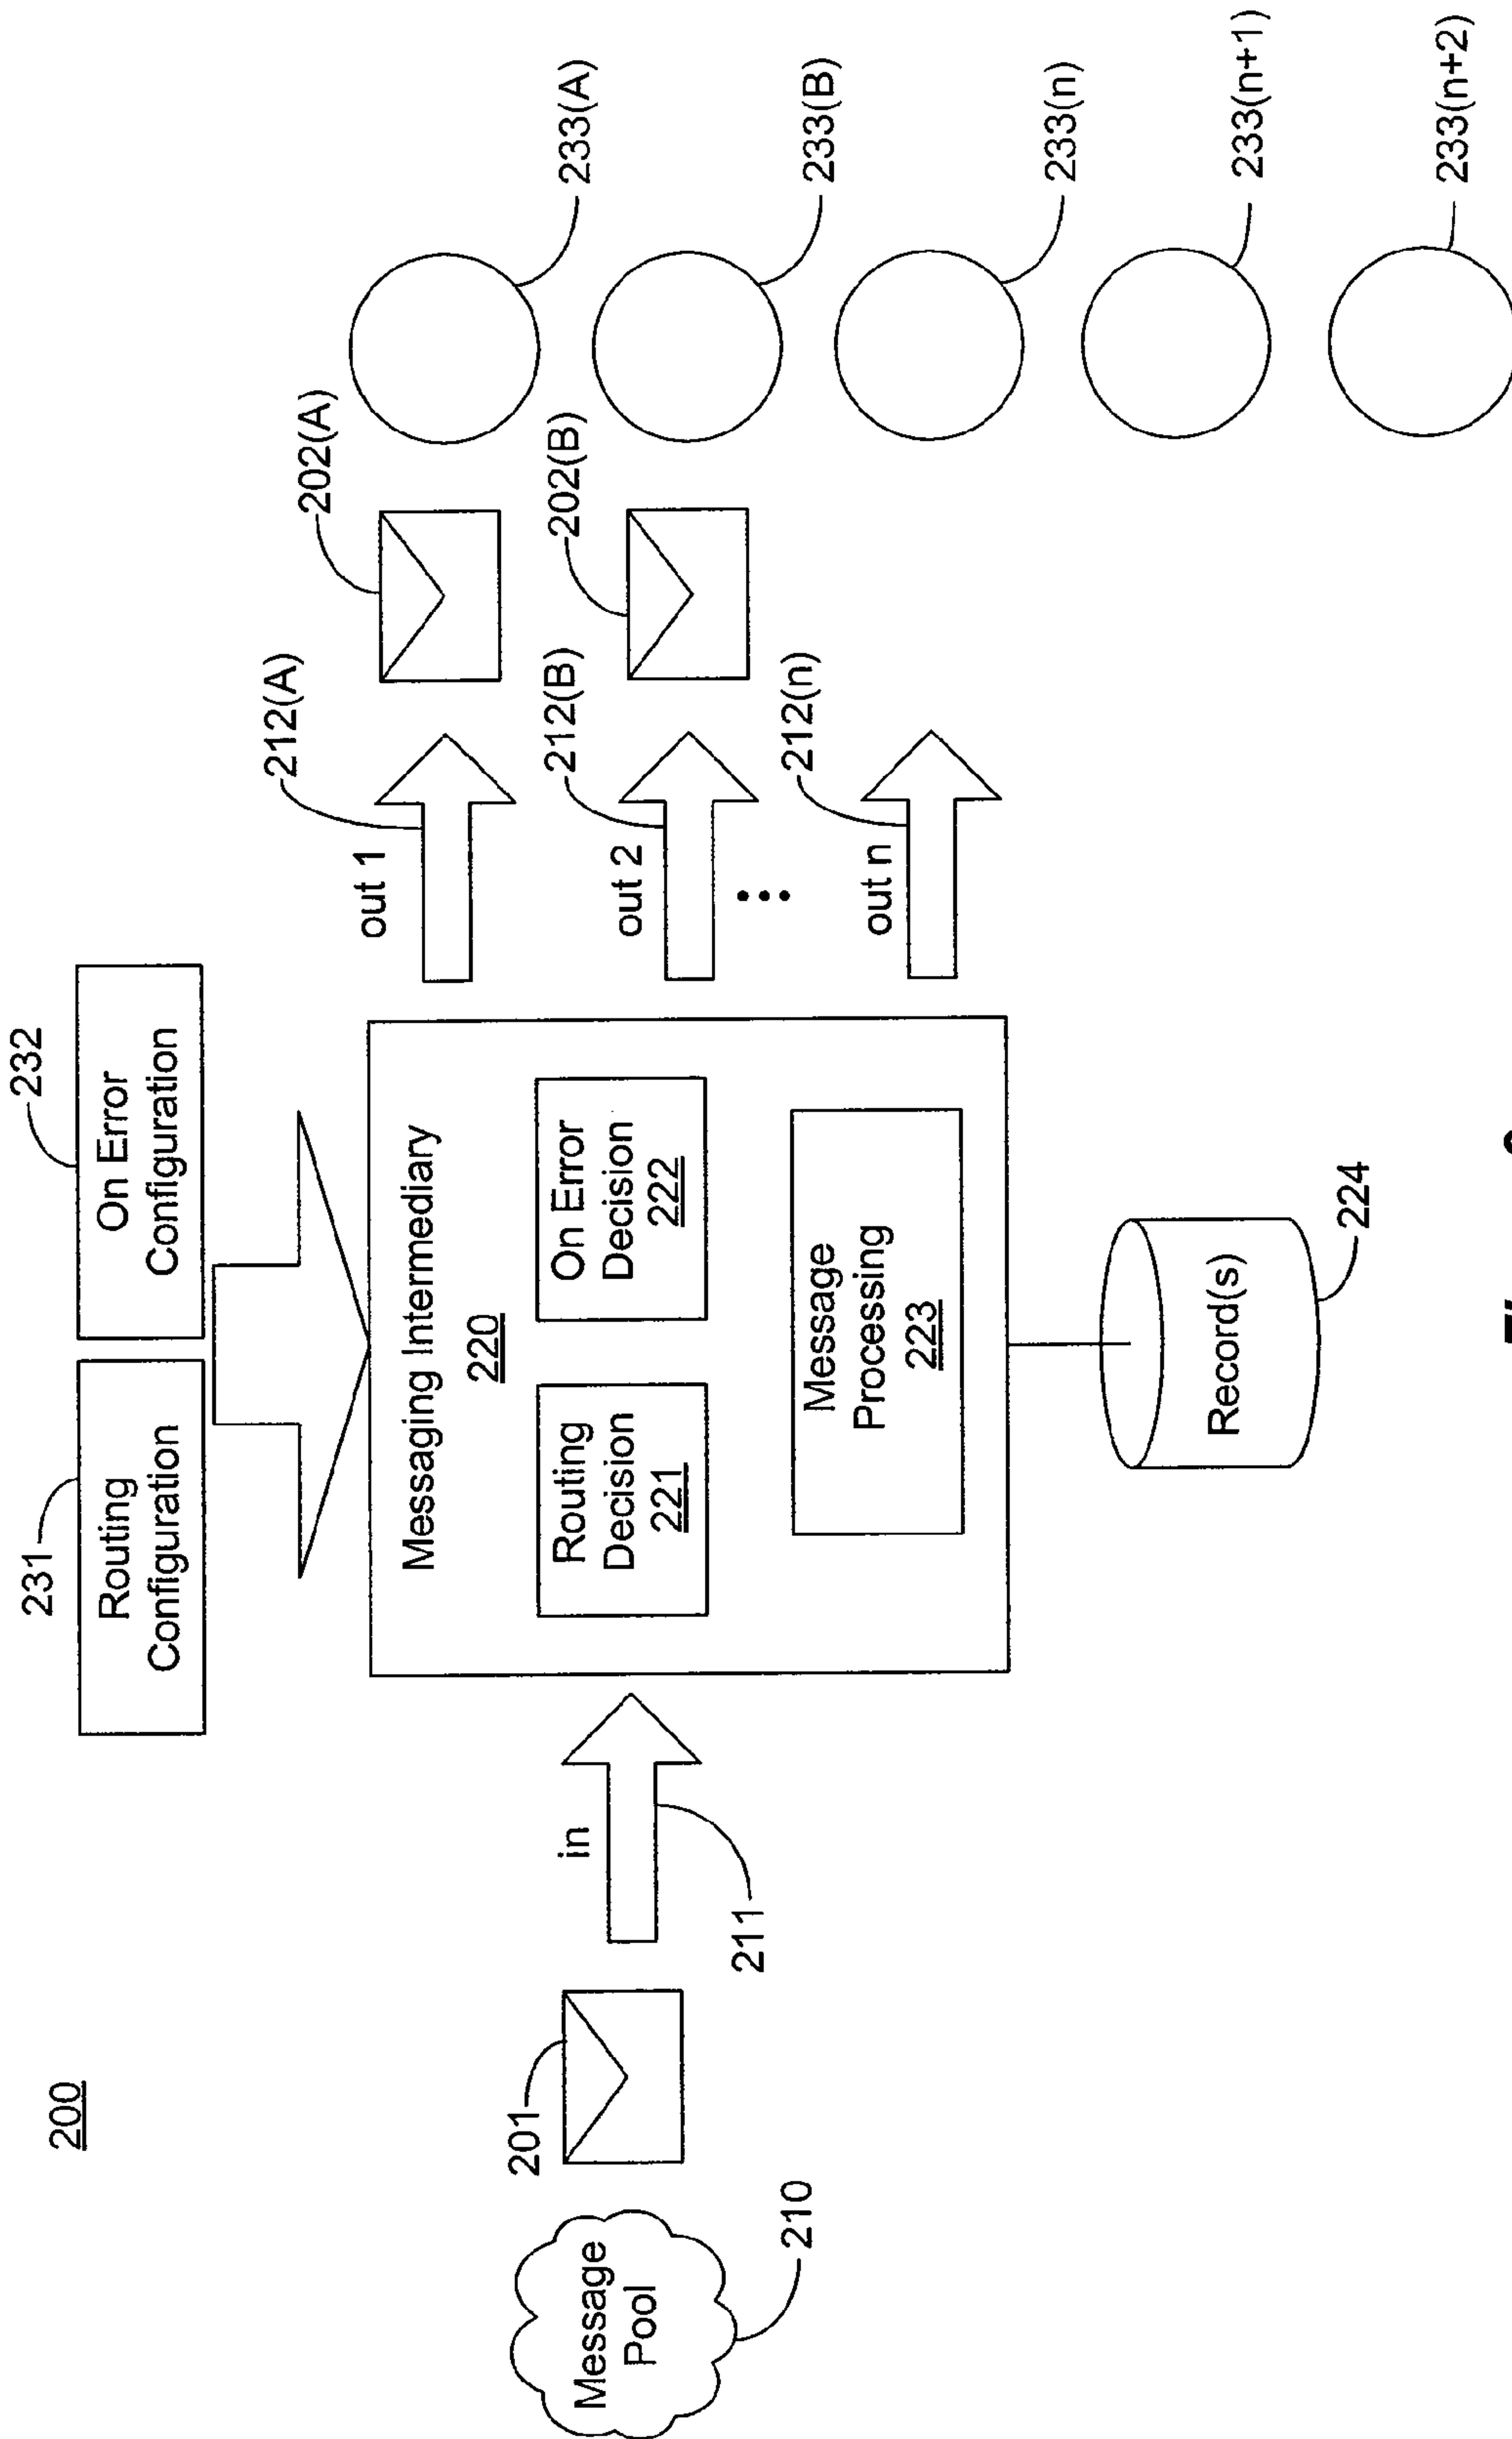 200
231
232
Routing
Configuration
On Error
Configuration
Message
Pool
210
201
in
211
Messaging Intermediary
220
Routing
Decision
221
On Error
Decision
222
Message
Processing
223
Record(s)
224
out 1
212(A)
202(A)
233(A)
out 2
212(B)
202(B)
233(B)
out n
212(n)
233(n)
233(n+1)
233(n+2)